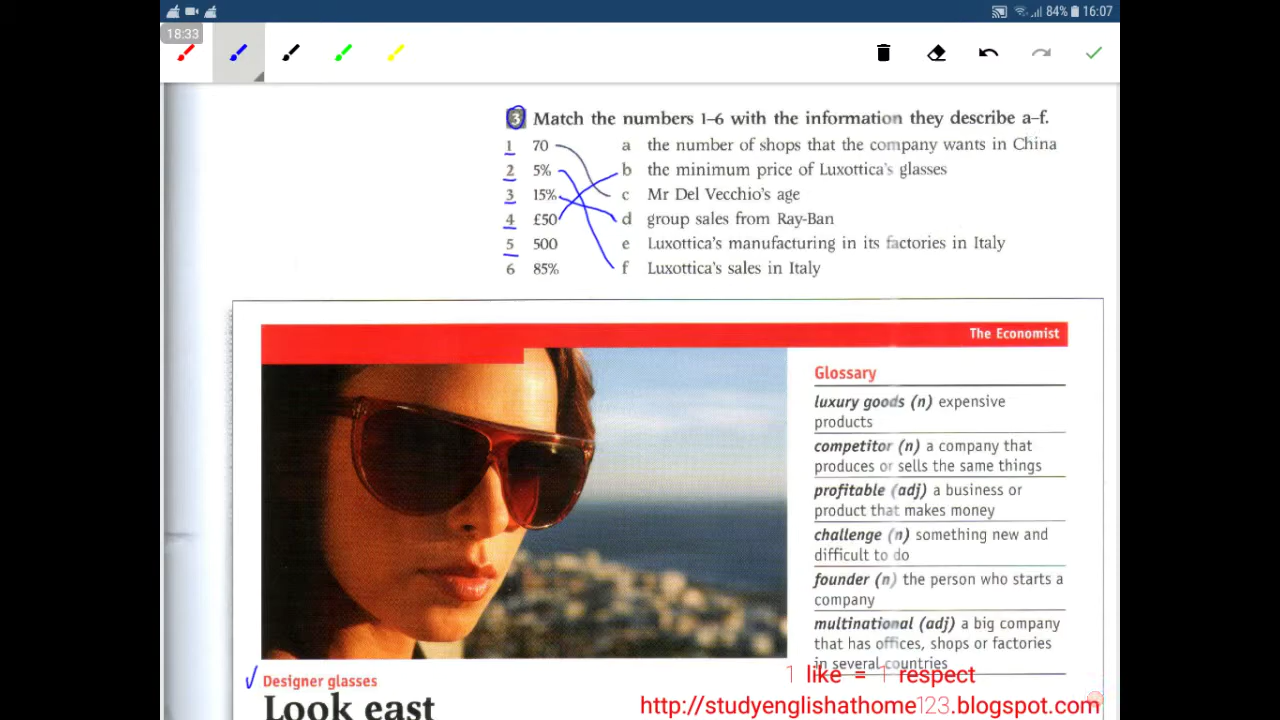 84% 16:07
18:33
3 Match the numbers 1–6 with the information they describe a–f.
1 70 a the number of shops that the company wants in China
2 5% b the minimum price of Luxottica's glasses
3 15% c Mr Del Vecchio's age
4 £50 d group sales from Ray-Ban
5 500 e Luxottica's manufacturing in its factories in Italy
6 85% f Luxottica's sales in Italy
The Economist
Glossary
luxury goods (n) expensive
products
competitor (n) a company that
produces or sells the same things
profitable (adj) a business or
product that makes money
challenge (n) something new and
difficult to do
founder (n) the person who starts a
company
multinational (adj) a big company
that has offices, shops or factories
in several countries
Designer glasses
Look east
1 like = 1 respect
http://studyenglishathome123.blogspot.com